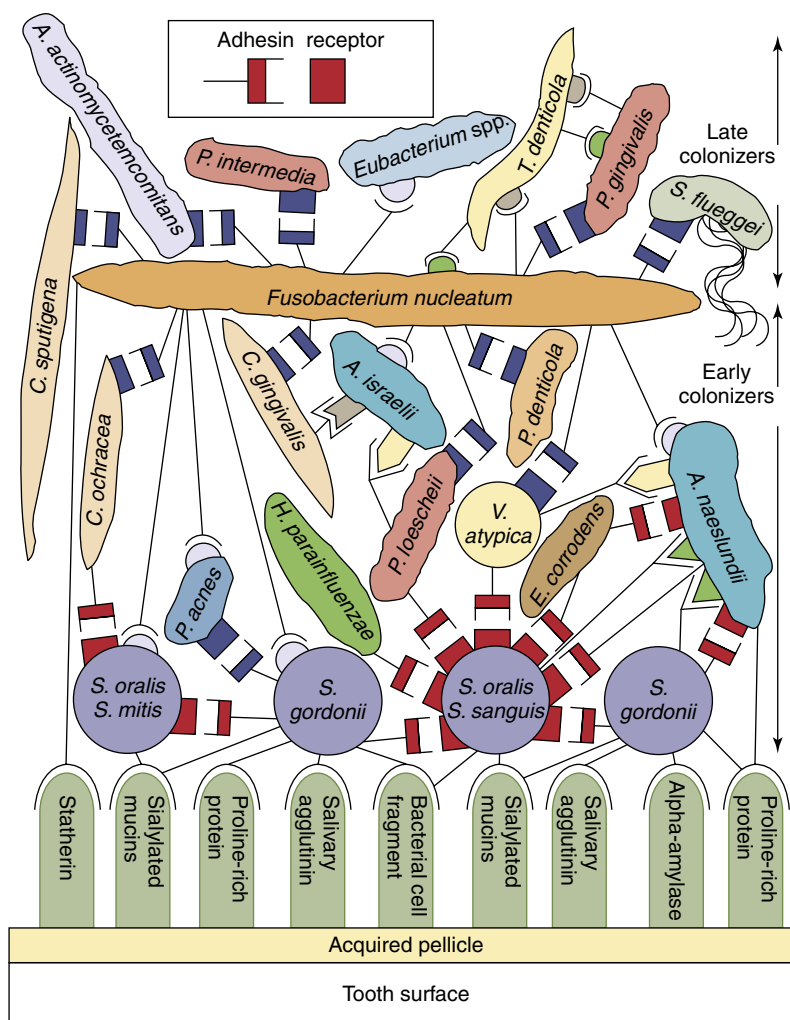 Adhesin receptor
A. actinomycetemcomitans
P. intermedia
Eubacterium spp.
T. denticola
P. gingivalis
Late
colonizers
S. flueggei
C. sputigena
Fusobacterium nucleatum
Early
colonizers
C. ochracea
C. gingivalis
A. israelii
P. denticola
A. naeslundii
P. loescheii
V.
atypica
E. corrodens
H. parainfluenzae
P. acnes
S. oralis
S. mitis
S.
gordonii
S. oralis
S. sanguis
S.
gordonii
Statherin
Sialylated
mucins
Proline-rich
protein
Salivary
agglutinin
Bacterial cell
fragment
Sialylated
mucins
Salivary
agglutinin
Alpha-amylase
Proline-rich
protein
Acquired pellicle
Tooth surface